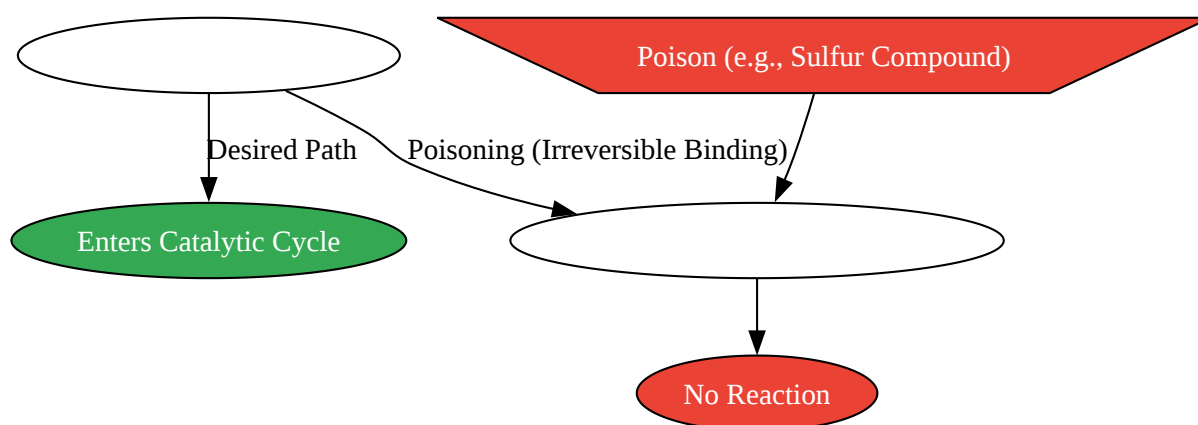 Poison (e.g., Sulfur Compound)
Desired Path
Poisoning (Irreversible Binding)
Enters Catalytic Cycle
No Reaction